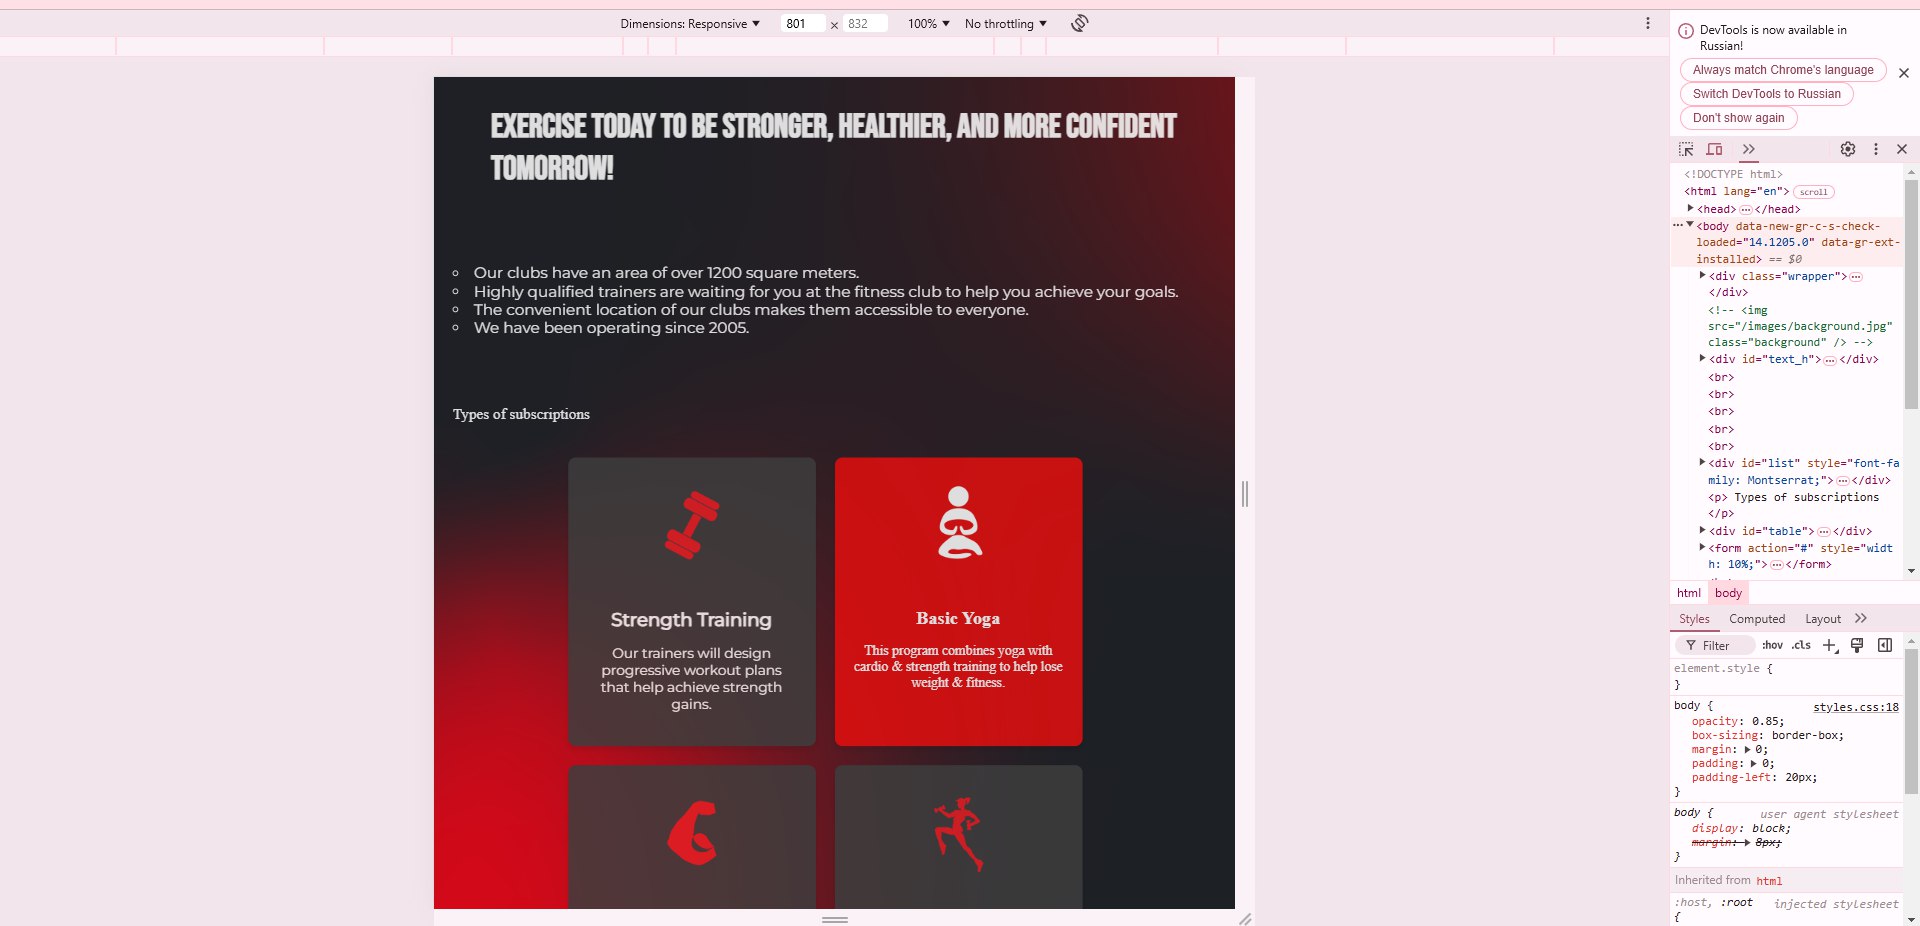 Dimensions: Responsive 801 × 832 100% No throttling
DevTools is now available in
Russian!
Always match Chrome's language
Switch DevTools to Russian
Don't show again
EXERCISE TODAY TO BE STRONGER, HEALTHIER, AND MORE CONFIDENT
TOMORROW!
Our clubs have an area of over 1200 square meters.
Highly qualified trainers are waiting for you at the fitness club to help you achieve your goals.
The convenient location of our clubs makes them accessible to everyone.
We have been operating since 2005.
Types of subscriptions
Strength Training
Our trainers will design
progressive workout plans
that help achieve strength
gains.
Basic Yoga
This program combines yoga with
cardio & strength training to help lose
weight & fitness.
<!DOCTYPE html>
<html lang="en"> scroll
<head> … </head>
<body data-new-gr-c-s-check-
loaded="14.1205.0" data-gr-ext-
installed> == $0
<div class="wrapper"> …
</div>
<!-- <img
src="/images/background.jpg"
class="background" /> -->
<div id="text_h"> … </div>
<br>
<br>
<br>
<br>
<br>
<div id="list" style="font-fa
mily: Montserrat;"> … </div>
<p> Types of subscriptions
</p>
<div id="table"> … </div>
<form action="#" style="widt
h: 10%;"> … </form>
html body
Styles Computed Layout
Filter :hov .cls
element.style {
}
body { styles.css:18
opacity: 0.85;
box-sizing: border-box;
margin: 0;
padding: 0;
padding-left: 20px;
}
body { user agent stylesheet
display: block;
margin: 8px;
}
Inherited from html
:host, :root injected stylesheet
{